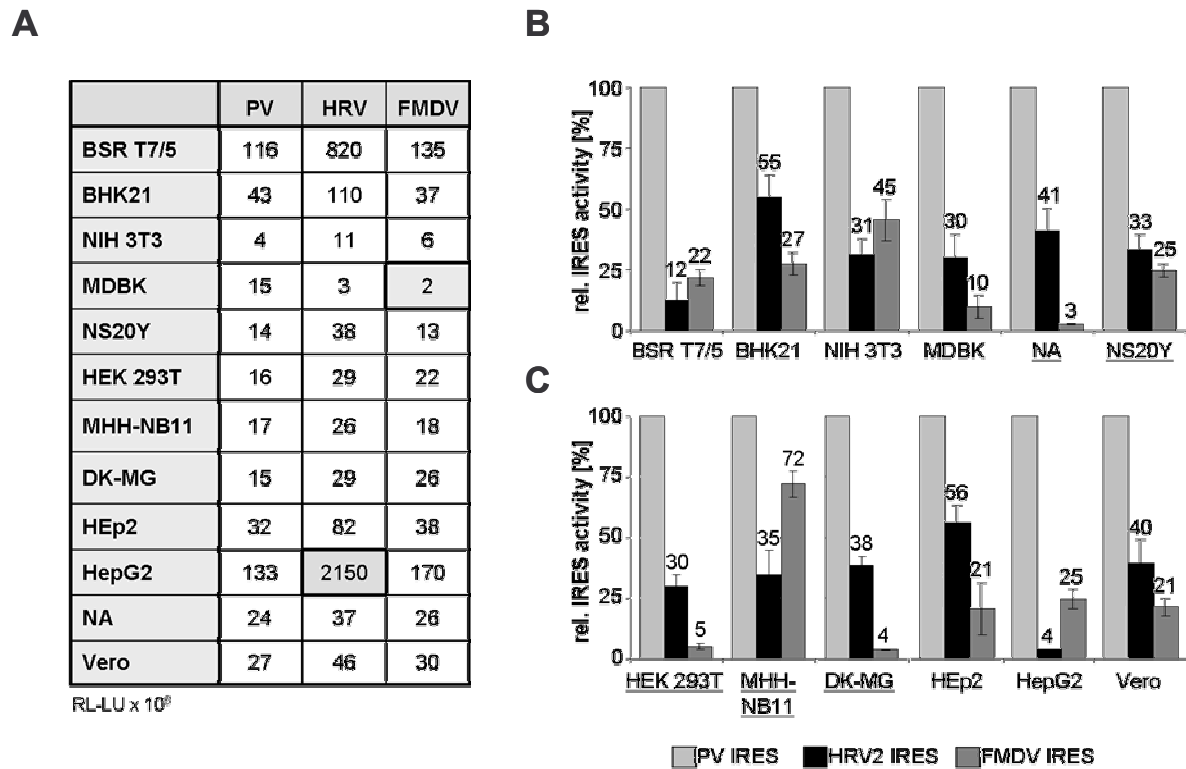 A
PV HRV FMDV
BSR T7/5 116 820 135
BHK21 43 110 37
NIH 3T3 4 11 6
MDBK 15 3 2
NS20Y 14 38 13
HEK 293T 16 29 22
MHH-NB11 17 26 18
DK-MG 15 29 26
HEp2 32 82 38
HepG2 133 2150 170
NA 24 37 26
Vero 27 46 30
RL-LU x 10⁶
B
rel. IRES activity [%]
100
75
50
25
0
12 22
55 27
31 45
30 10
41 3
33 25
BSR T7/5 BHK21 NIH 3T3 MDBK NA NS20Y
C
rel. IRES activity [%]
100
75
50
25
0
30 5
35 72
38 4
56 21
4 25
40 21
HEK 293T MHH- DK-MG HEp2 HepG2 Vero
NB11
PV IRES HRV2 IRES FMDV IRES